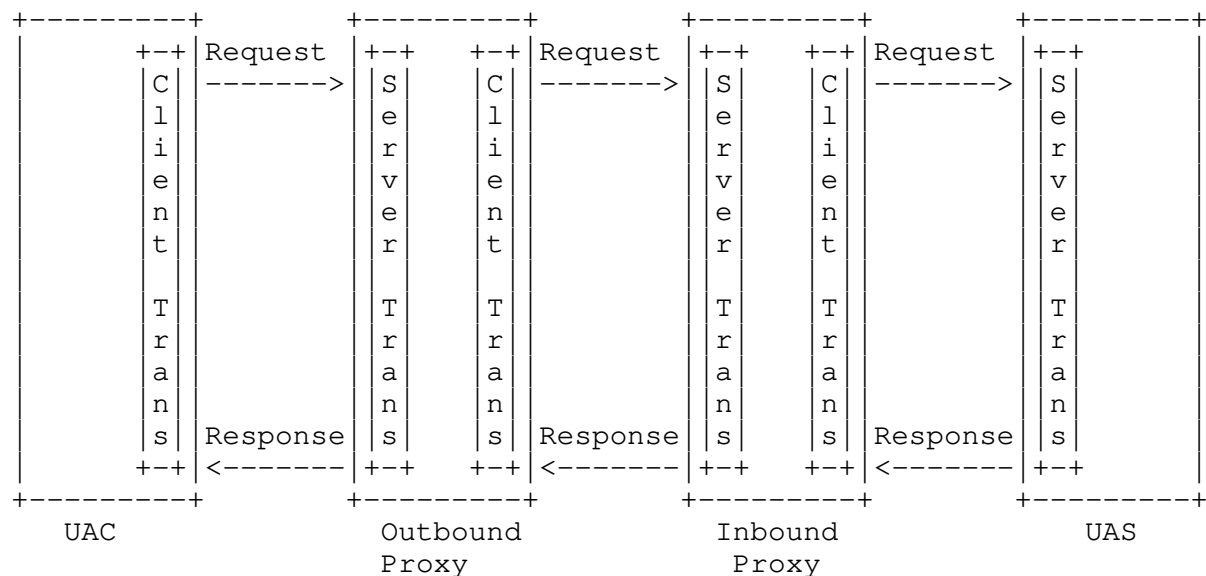 +---------+        +---------+        +---------+        +---------+
|      +-+|Request |+-+   +-+|Request |+-+   +-+|Request |+-+      |
|      |C||------->||S|   |C||------->||S|   |C||------->||S|      |
|      |l||        ||e|   |l||        ||e|   |l||        ||e|      |
|      |i||        ||r|   |i||        ||r|   |i||        ||r|      |
|      |e||        ||v|   |e||        ||v|   |e||        ||v|      |
|      |n||        ||e|   |n||        ||e|   |n||        ||e|      |
|      |t||        ||r|   |t||        ||r|   |t||        ||r|      |
|      | ||        || |   | ||        || |   | ||        || |      |
|      |T||        ||T|   |T||        ||T|   |T||        ||T|      |
|      |r||        ||r|   |r||        ||r|   |r||        ||r|      |
|      |a||        ||a|   |a||        ||a|   |a||        ||a|      |
|      |n||        ||n|   |n||        ||n|   |n||        ||n|      |
|      |s||Response||s|   |s||Response||s|   |s||Response||s|      |
|      +-+|<-------|+-+   +-+|<-------|+-+   +-+|<-------|+-+      |
+---------+        +---------+        +---------+        +---------+
   UAC               Outbound           Inbound              UAS
                     Proxy               Proxy